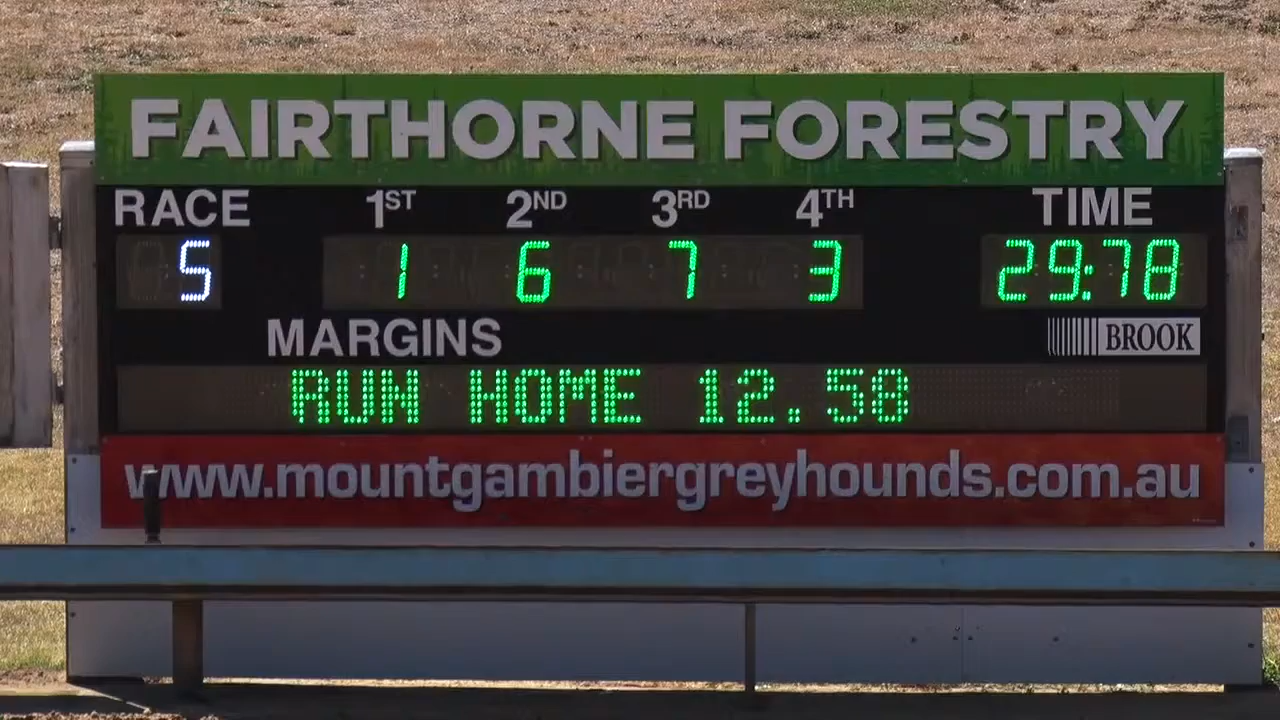 FAIRTHORNE FORESTRY
RACE 1ST 2ND 3RD 4TH TIME
5 1 6 7 3 29:78
MARGINS BROOK
RUN HOME 12.58
www.mountgambiergreyhounds.com.au